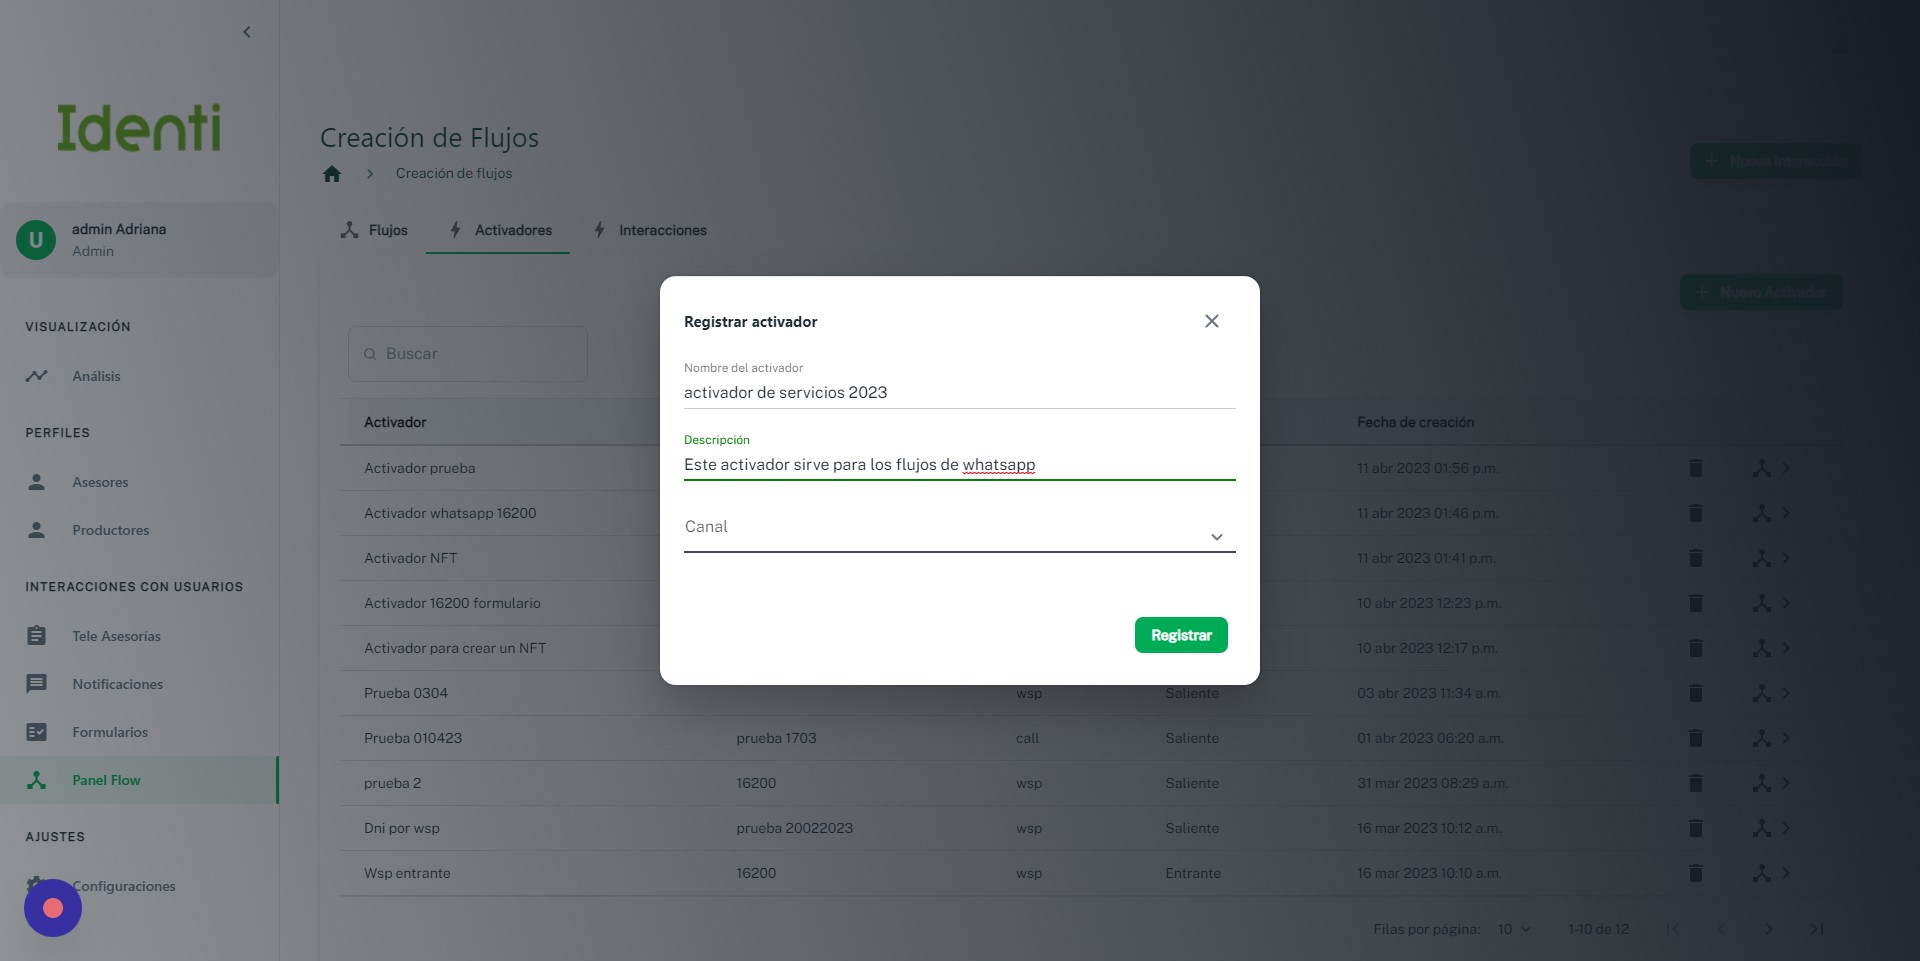 Identi
U
admin Adriana
Admin
VISUALIZACIÓN
Análisis
PERFILES
Asesores
Productores
INTERACCIONES CON USUARIOS
Tele Asesorías
Notificaciones
Formularios
Panel Flow
AJUSTES
Configuraciones
Creación de Flujos
Creación de flujos
+ Nueva Interacción
Flujos Activadores Interacciones
+ Nuevo Activador
Buscar
Activador Fecha de creación
Activador prueba 11 abr 2023 01:56 p.m.
Activador whatsapp 16200 11 abr 2023 01:46 p.m.
Activador NFT 11 abr 2023 01:41 p.m.
Activador 16200 formulario 10 abr 2023 12:23 p.m.
Activador para crear un NFT 10 abr 2023 12:17 p.m.
Prueba 0304 wsp Saliente 03 abr 2023 11:34 a.m.
Prueba 010423 prueba 1703 call Saliente 01 abr 2023 06:20 a.m.
prueba 2 16200 wsp Saliente 31 mar 2023 08:29 a.m.
Dni por wsp prueba 20022023 wsp Saliente 16 mar 2023 10:12 a.m.
Wsp entrante 16200 wsp Entrante 16 mar 2023 10:10 a.m.
Filas por página: 10 1-10 de 12
Registrar activador
Nombre del activador
activador de servicios 2023
Descripción
Este activador sirve para los flujos de whatsapp
Canal
Registrar